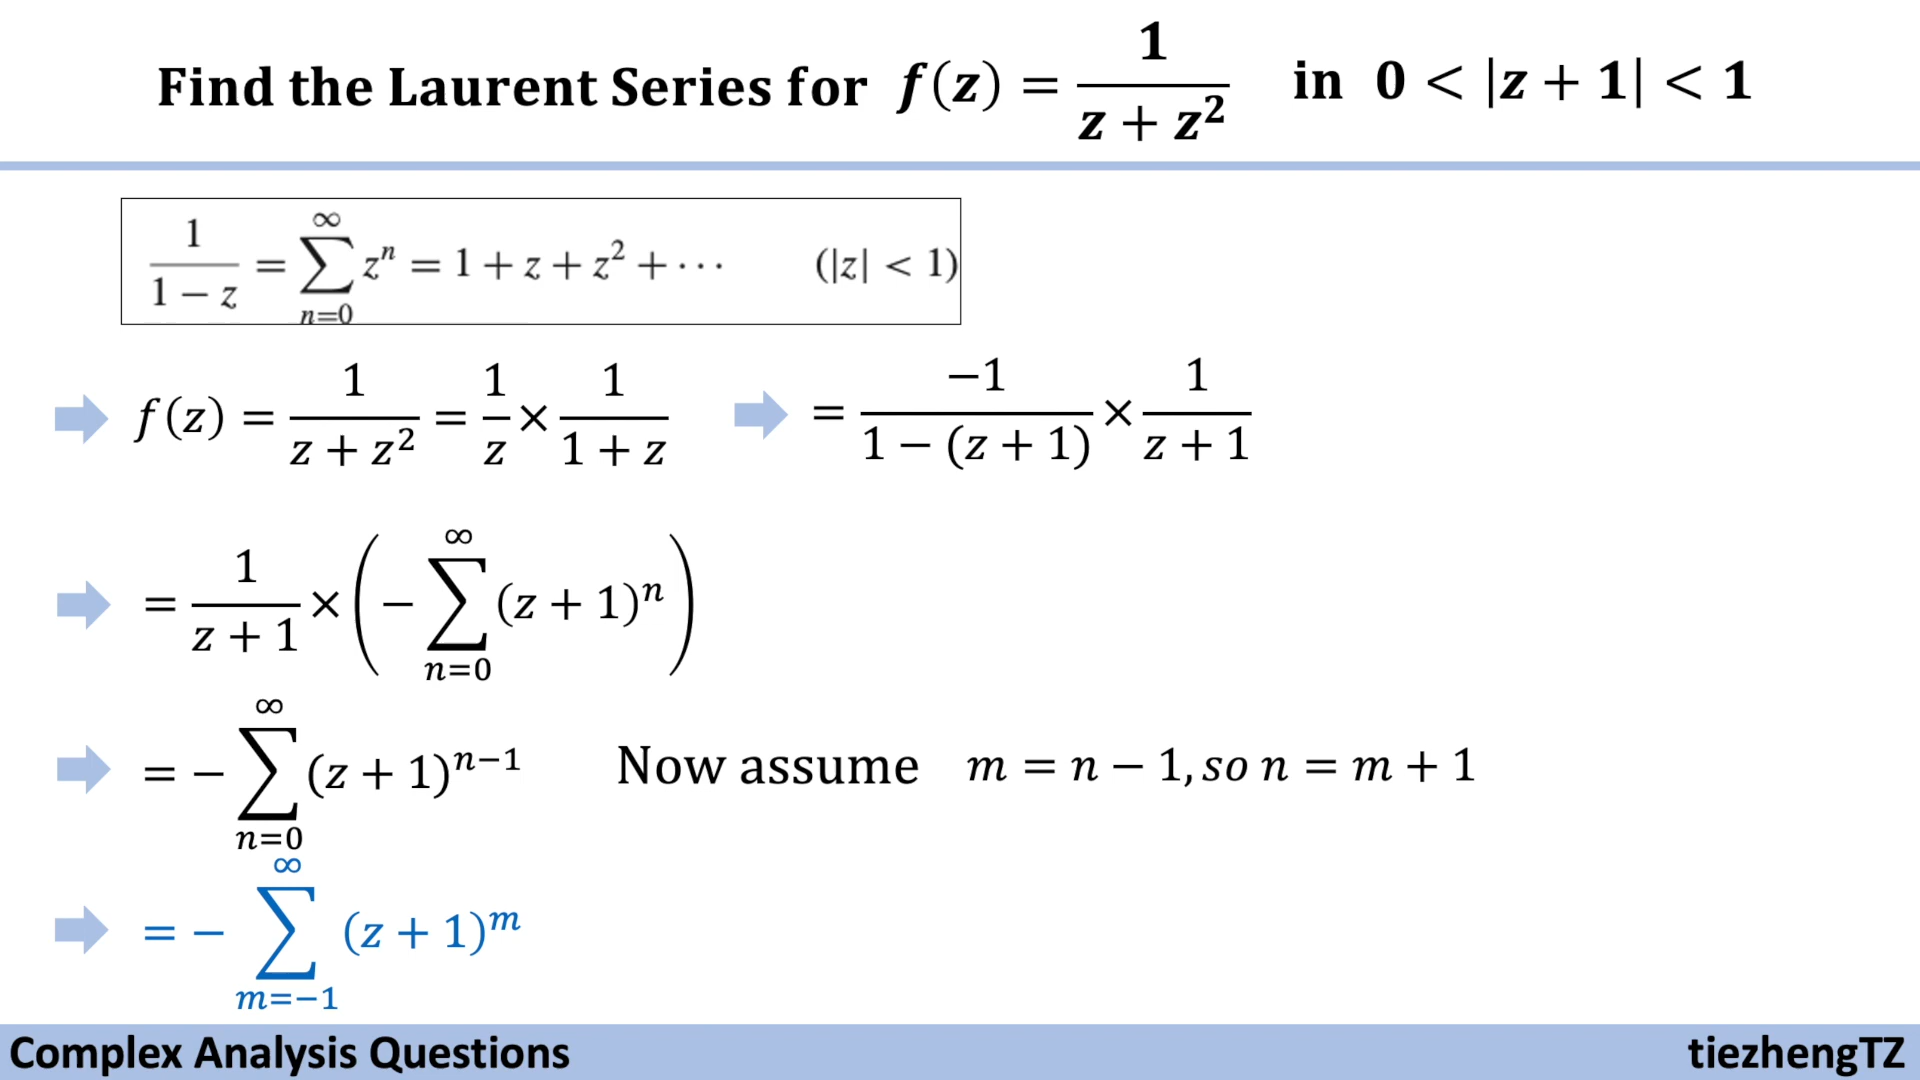 Find the Laurent Series for f(z) = 1/(z + z²) in 0 < |z + 1| < 1
1/(1 − z) = ∑_{n=0}^{∞} zⁿ = 1 + z + z² + ··· (|z| < 1)
f(z) = 1/(z + z²) = 1/z × 1/(1 + z) = −1/(1 − (z + 1)) × 1/(z + 1)
= 1/(z + 1) × (− ∑_{n=0}^{∞} (z + 1)ⁿ)
= − ∑_{n=0}^{∞} (z + 1)ⁿ⁻¹ Now assume m = n − 1, so n = m + 1
= − ∑_{m=−1}^{∞} (z + 1)ᵐ
Complex Analysis Questions tiezhengTZ